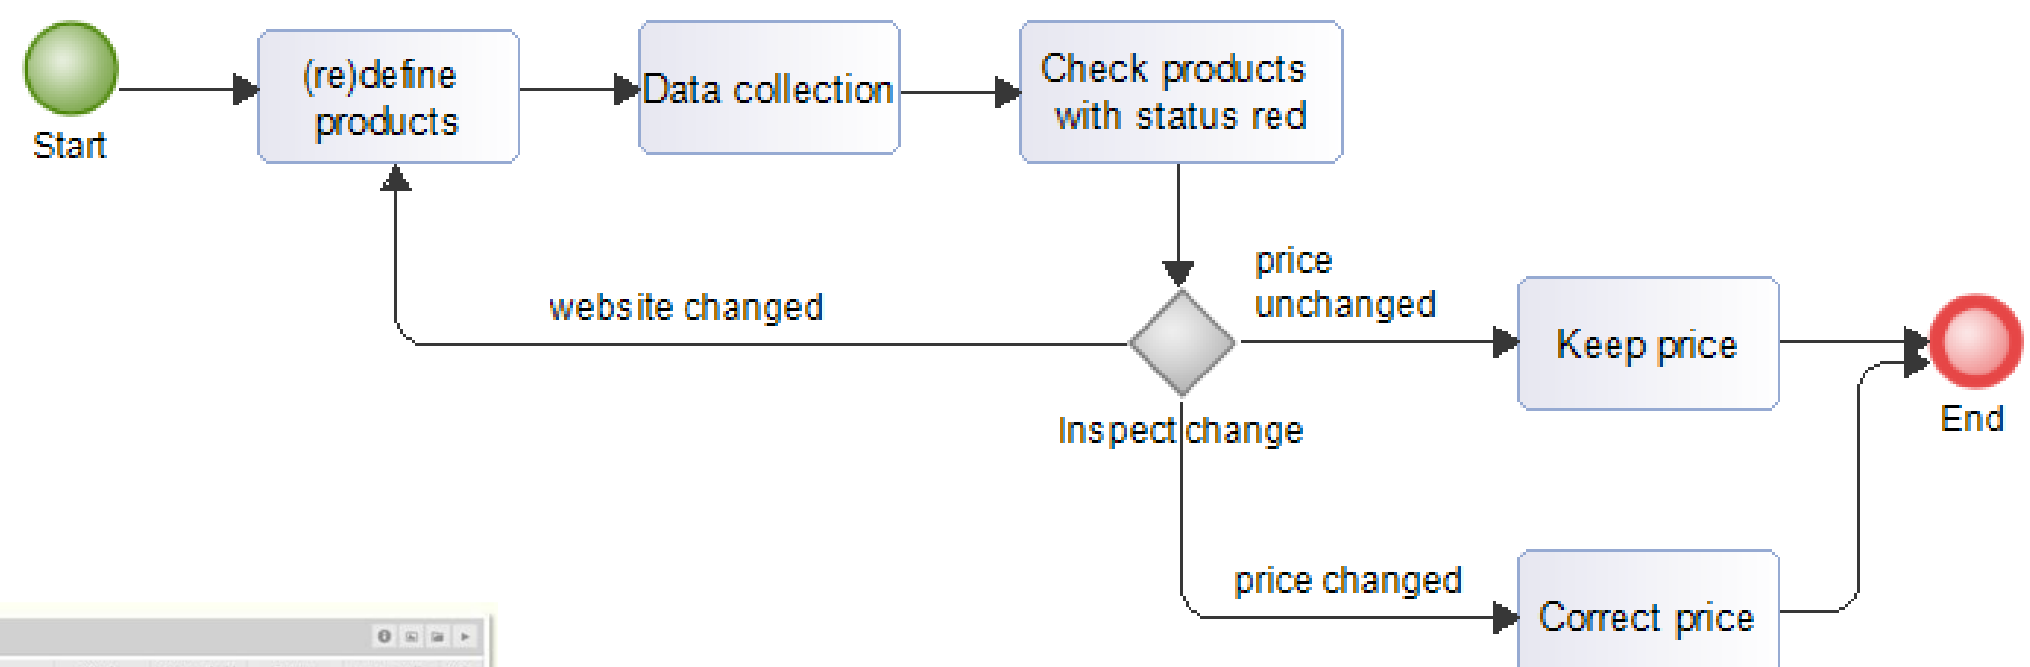 Start
(re)define
products
Data collection
Check products
with status red
website changed
price
unchanged
Keep price
End
Inspect change
price changed
Correct price